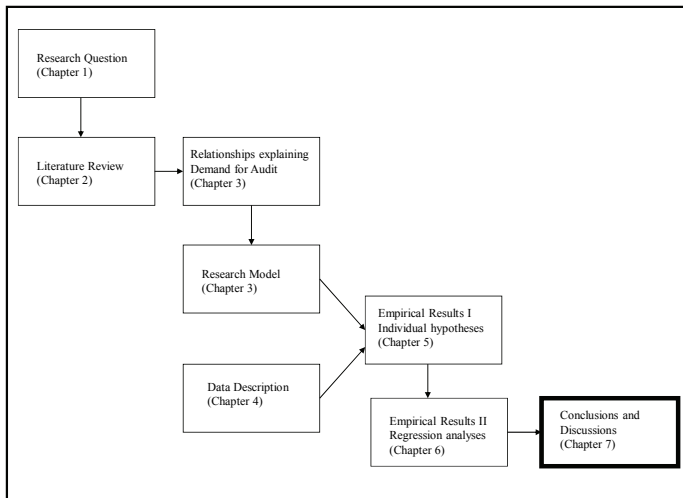 Research Question
(Chapter 1)
Literature Review
(Chapter 2)
Relationships explaining
Demand for Audit
(Chapter 3)
Research Model
(Chapter 3)
Data Description
(Chapter 4)
Empirical Results I
Individual hypotheses
(Chapter 5)
Empirical Results II
Regression analyses
(Chapter 6)
Conclusions and
Discussions
(Chapter 7)